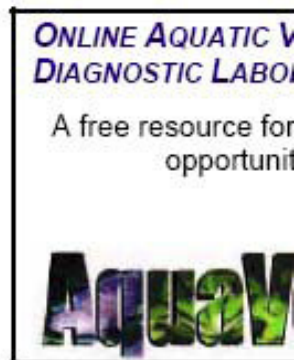 ONLINE AQUATIC V
DIAGNOSTIC LABO
A free resource for
opportunit
AquaV